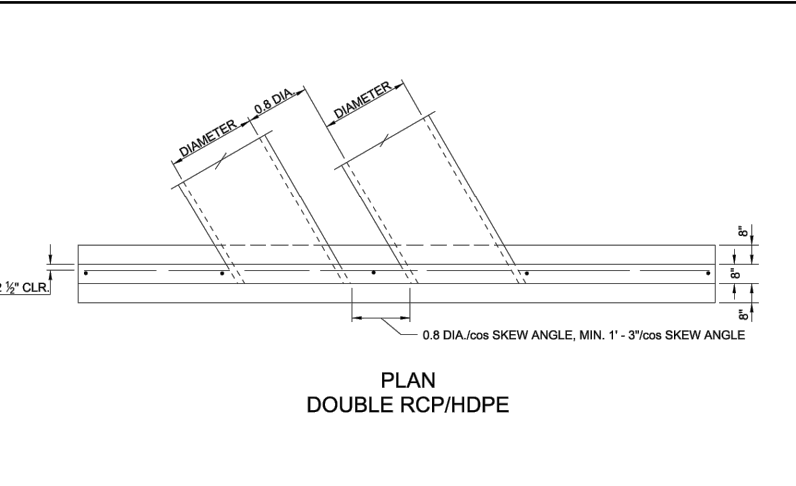 DIAMETER
0.8 DIA.
DIAMETER
8"
8"
8"
2 ½" CLR.
0.8 DIA./cos SKEW ANGLE, MIN. 1' - 3"/cos SKEW ANGLE
PLAN
DOUBLE RCP/HDPE